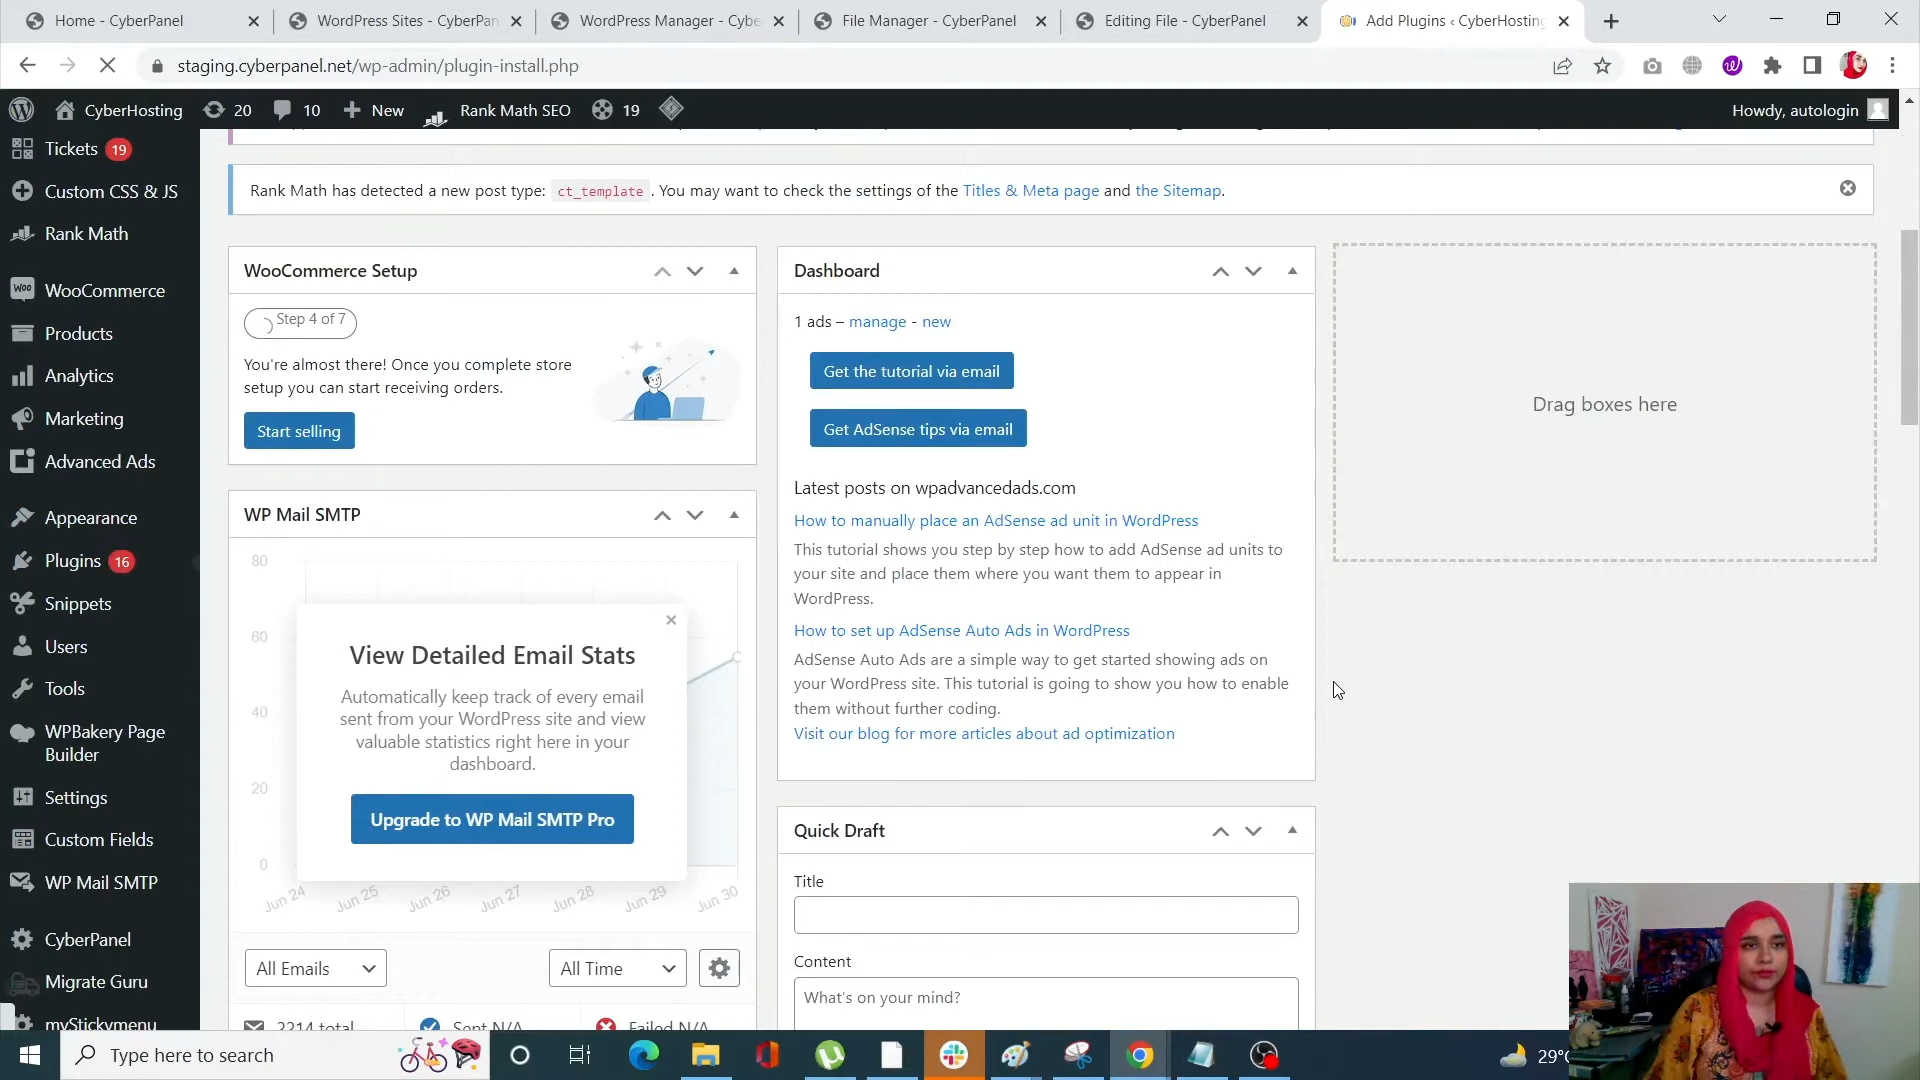 Home - CyberPanel
WordPress Sites - CyberPan
WordPress Manager - Cybe
File Manager - CyberPanel
Editing File - CyberPanel
Add Plugins ‹ CyberHosting
staging.cyberpanel.net/wp-admin/plugin-install.php
CyberHosting
20
10
New
Rank Math SEO
19
Howdy, autologin
Tickets 19
Custom CSS & JS
Rank Math
WooCommerce
Products
Analytics
Marketing
Advanced Ads
Appearance
Plugins 16
Snippets
Users
Tools
WPBakery Page
Builder
Settings
Custom Fields
WP Mail SMTP
CyberPanel
Migrate Guru
myStickymenu
Rank Math has detected a new post type: ct_template . You may want to check the settings of the Titles & Meta page and the Sitemap.
WooCommerce Setup
Step 4 of 7
You're almost there! Once you complete store
setup you can start receiving orders.
Start selling
WP Mail SMTP
80
60
40
20
0
View Detailed Email Stats
Automatically keep track of every email
sent from your WordPress site and view
valuable statistics right here in your
dashboard.
Upgrade to WP Mail SMTP Pro
Jun 24
Jun 25
Jun 26
Jun 27
Jun 28
Jun 29
Jun 30
All Emails
All Time
2214 total
Sent N/A
Failed N/A
Dashboard
1 ads – manage - new
Get the tutorial via email
Get AdSense tips via email
Latest posts on wpadvancedads.com
How to manually place an AdSense ad unit in WordPress
This tutorial shows you step by step how to add AdSense ad units to
your site and place them where you want them to appear in
WordPress.
How to set up AdSense Auto Ads in WordPress
AdSense Auto Ads are a simple way to get started showing ads on
your WordPress site. This tutorial is going to show you how to enable
them without further coding.
Visit our blog for more articles about ad optimization
Quick Draft
Title
Content
What's on your mind?
Drag boxes here
Type here to search
29°C